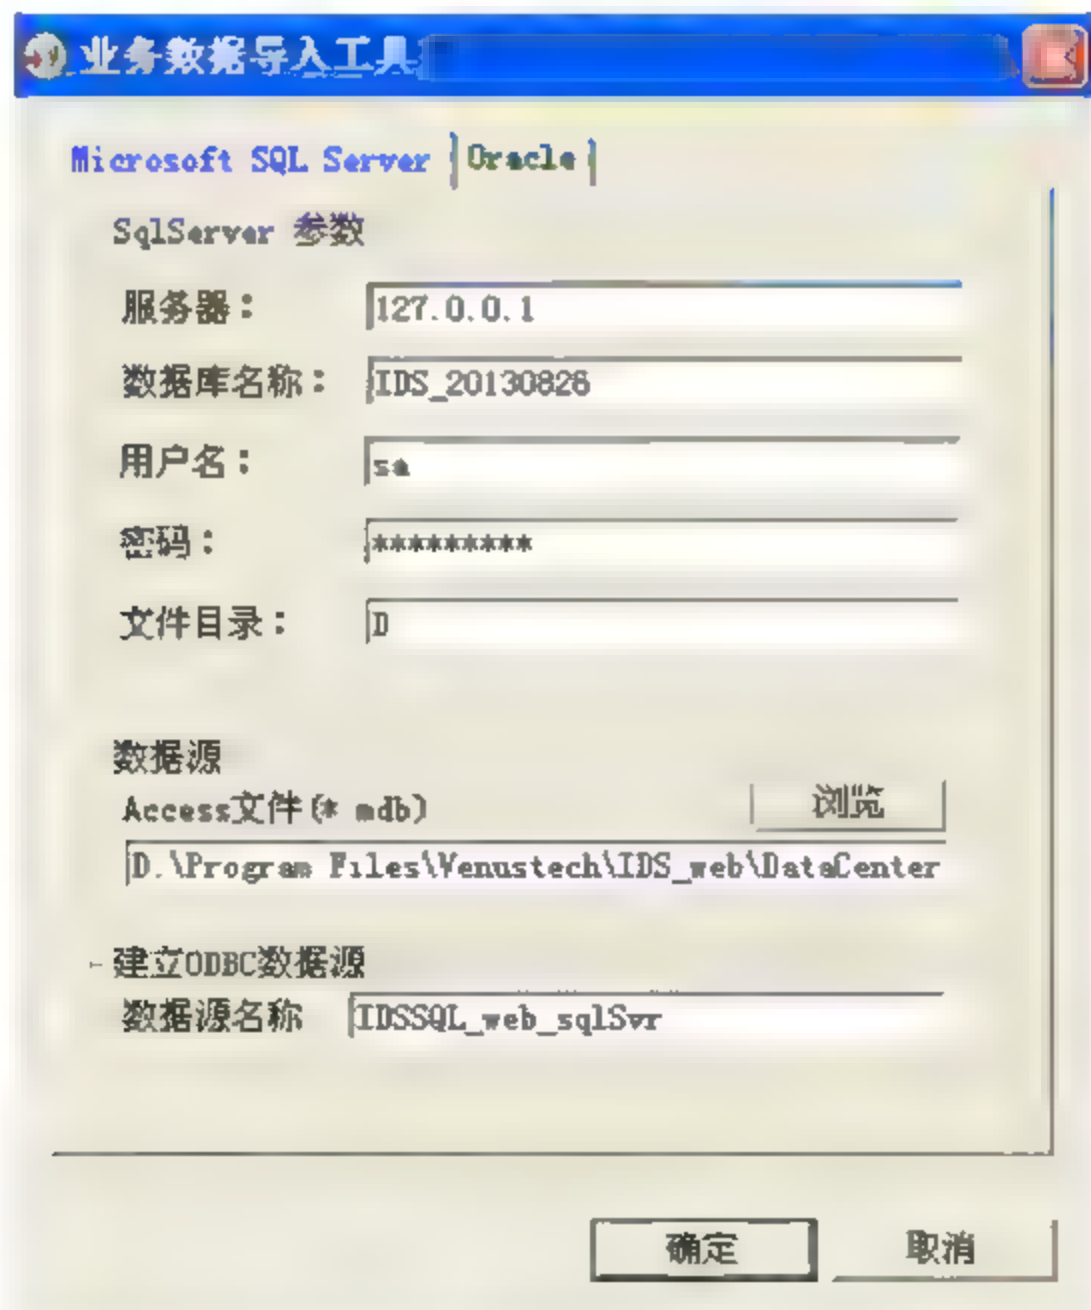 业务数据导入工具
Microsoft SQL Server Oracle
SqlServer 参数
服务器： 127.0.0.1
数据库名称： IDS_20130826
用户名： sa
密码： *********
文件目录： D
数据源
Access文件(* mdb) 浏览
D.\Program Files\Venustech\IDS_web\DataCenter
建立ODBC数据源
数据源名称 IDSSQL_web_sqlSvr
确定 取消